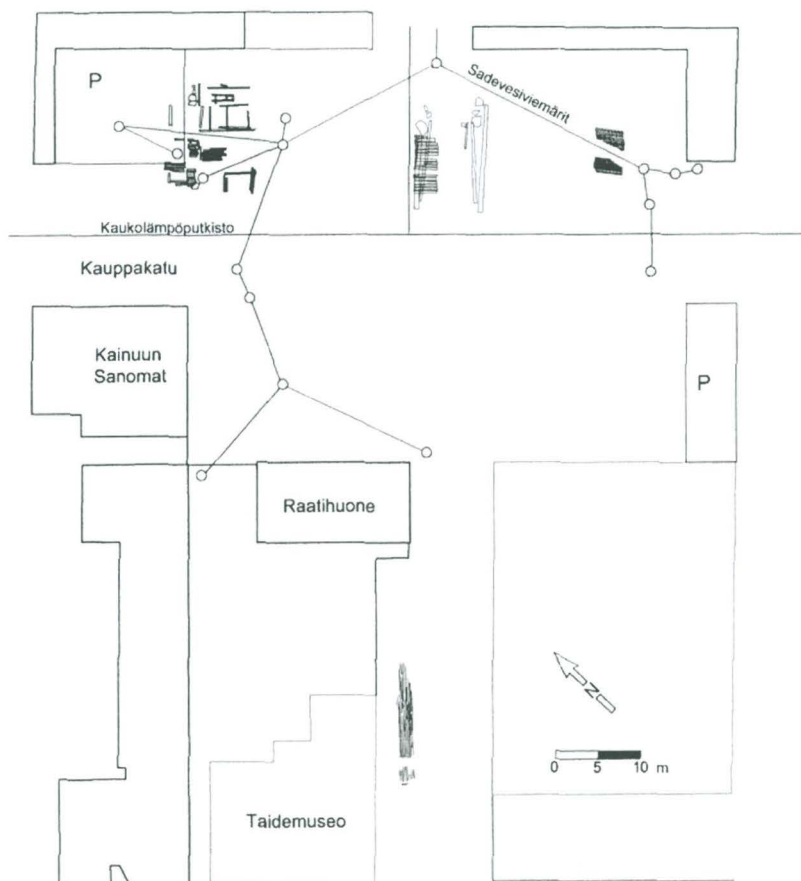 P
Sadevesiviemärit
Kaukolämpöputkisto
Kauppakatu
Kainuun
Sanomat
P
Raatihuone
N
0 5 10 m
Taidemuseo